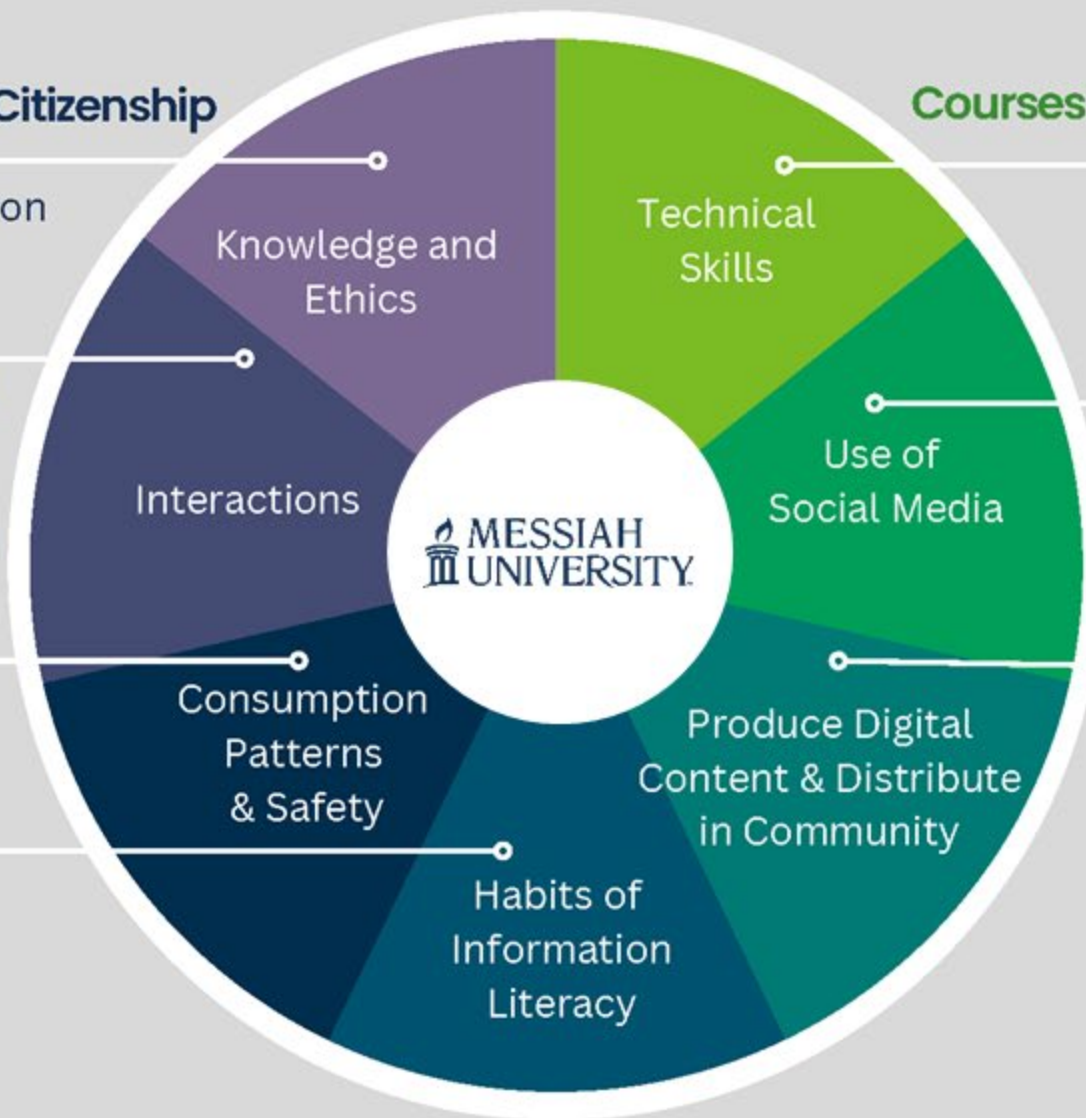 Citizenship
Courses
on
Knowledge and
Ethics
Technical
Skills
Interactions
Use of
Social Media
MESSIAH
UNIVERSITY
Consumption
Patterns
& Safety
Produce Digital
Content & Distribute
in Community
Habits of
Information
Literacy